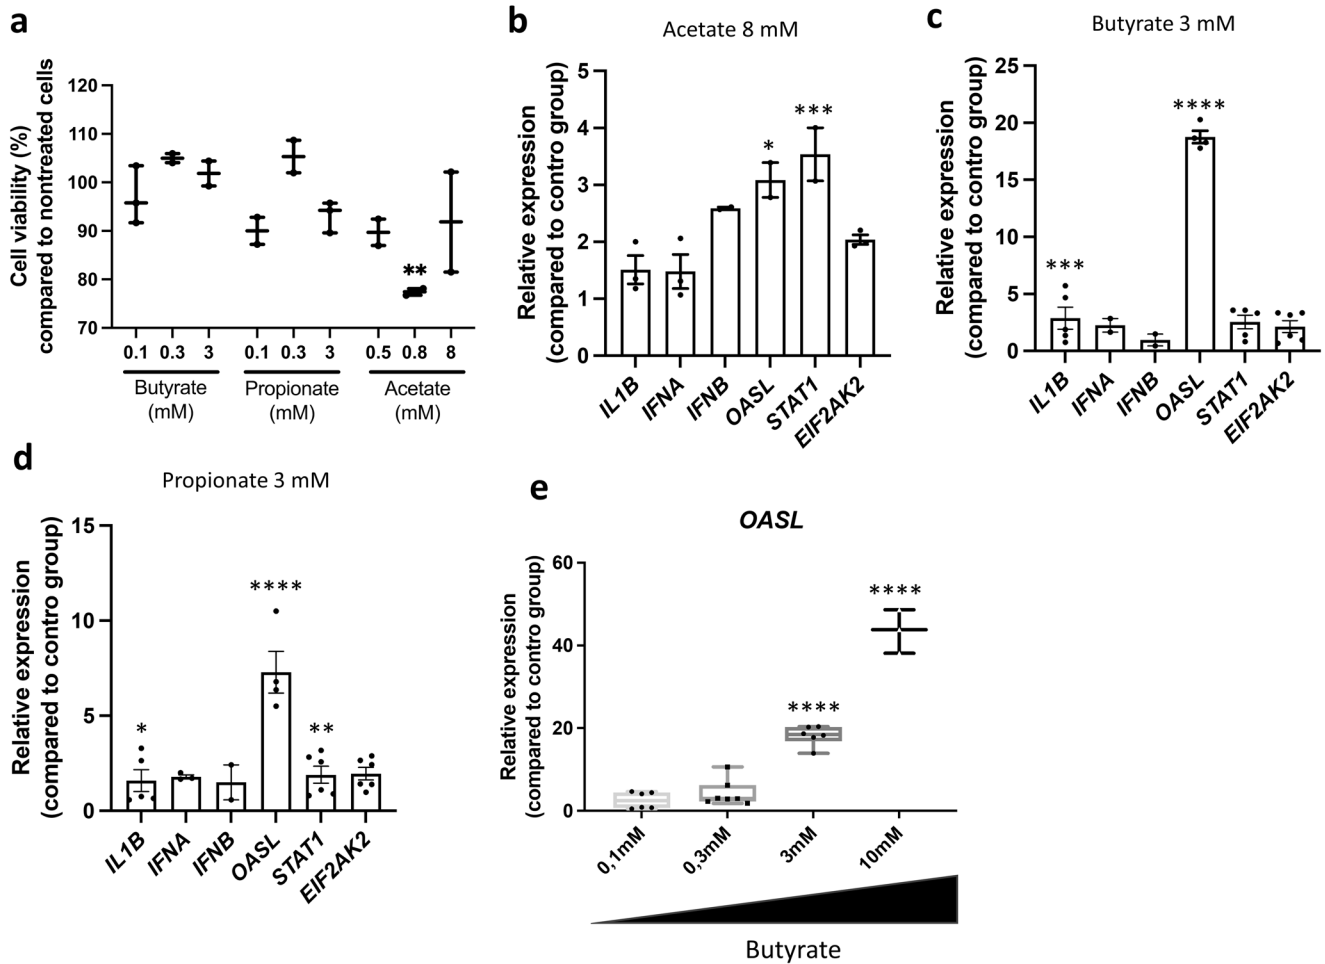 a
Cell viability (%)
compared to nontreated cells
120
110
100
90
80
70
**
0.1 0.3 3 0.1 0.3 3 0.5 0.8 8
Butyrate
(mM)
Propionate
(mM)
Acetate
(mM)
b
Acetate 8 mM
Relative expression
(compared to contro group)
5
4
3
2
1
0
*
***
IL1B IFNA IFNB OASL STAT1 EIF2AK2
c
Butyrate 3 mM
Relative expression
(compared to contro group)
25
20
15
10
5
0
***
****
IL1B IFNA IFNB OASL STAT1 EIF2AK2
d
Propionate 3 mM
Relative expression
(compared to contro group)
15
10
5
0
*
****
**
IL1B IFNA IFNB OASL STAT1 EIF2AK2
e
OASL
Relative expression
(compared to contro group)
60
40
20
0
****
****
0,1mM 0,3mM 3mM 10mM
Butyrate